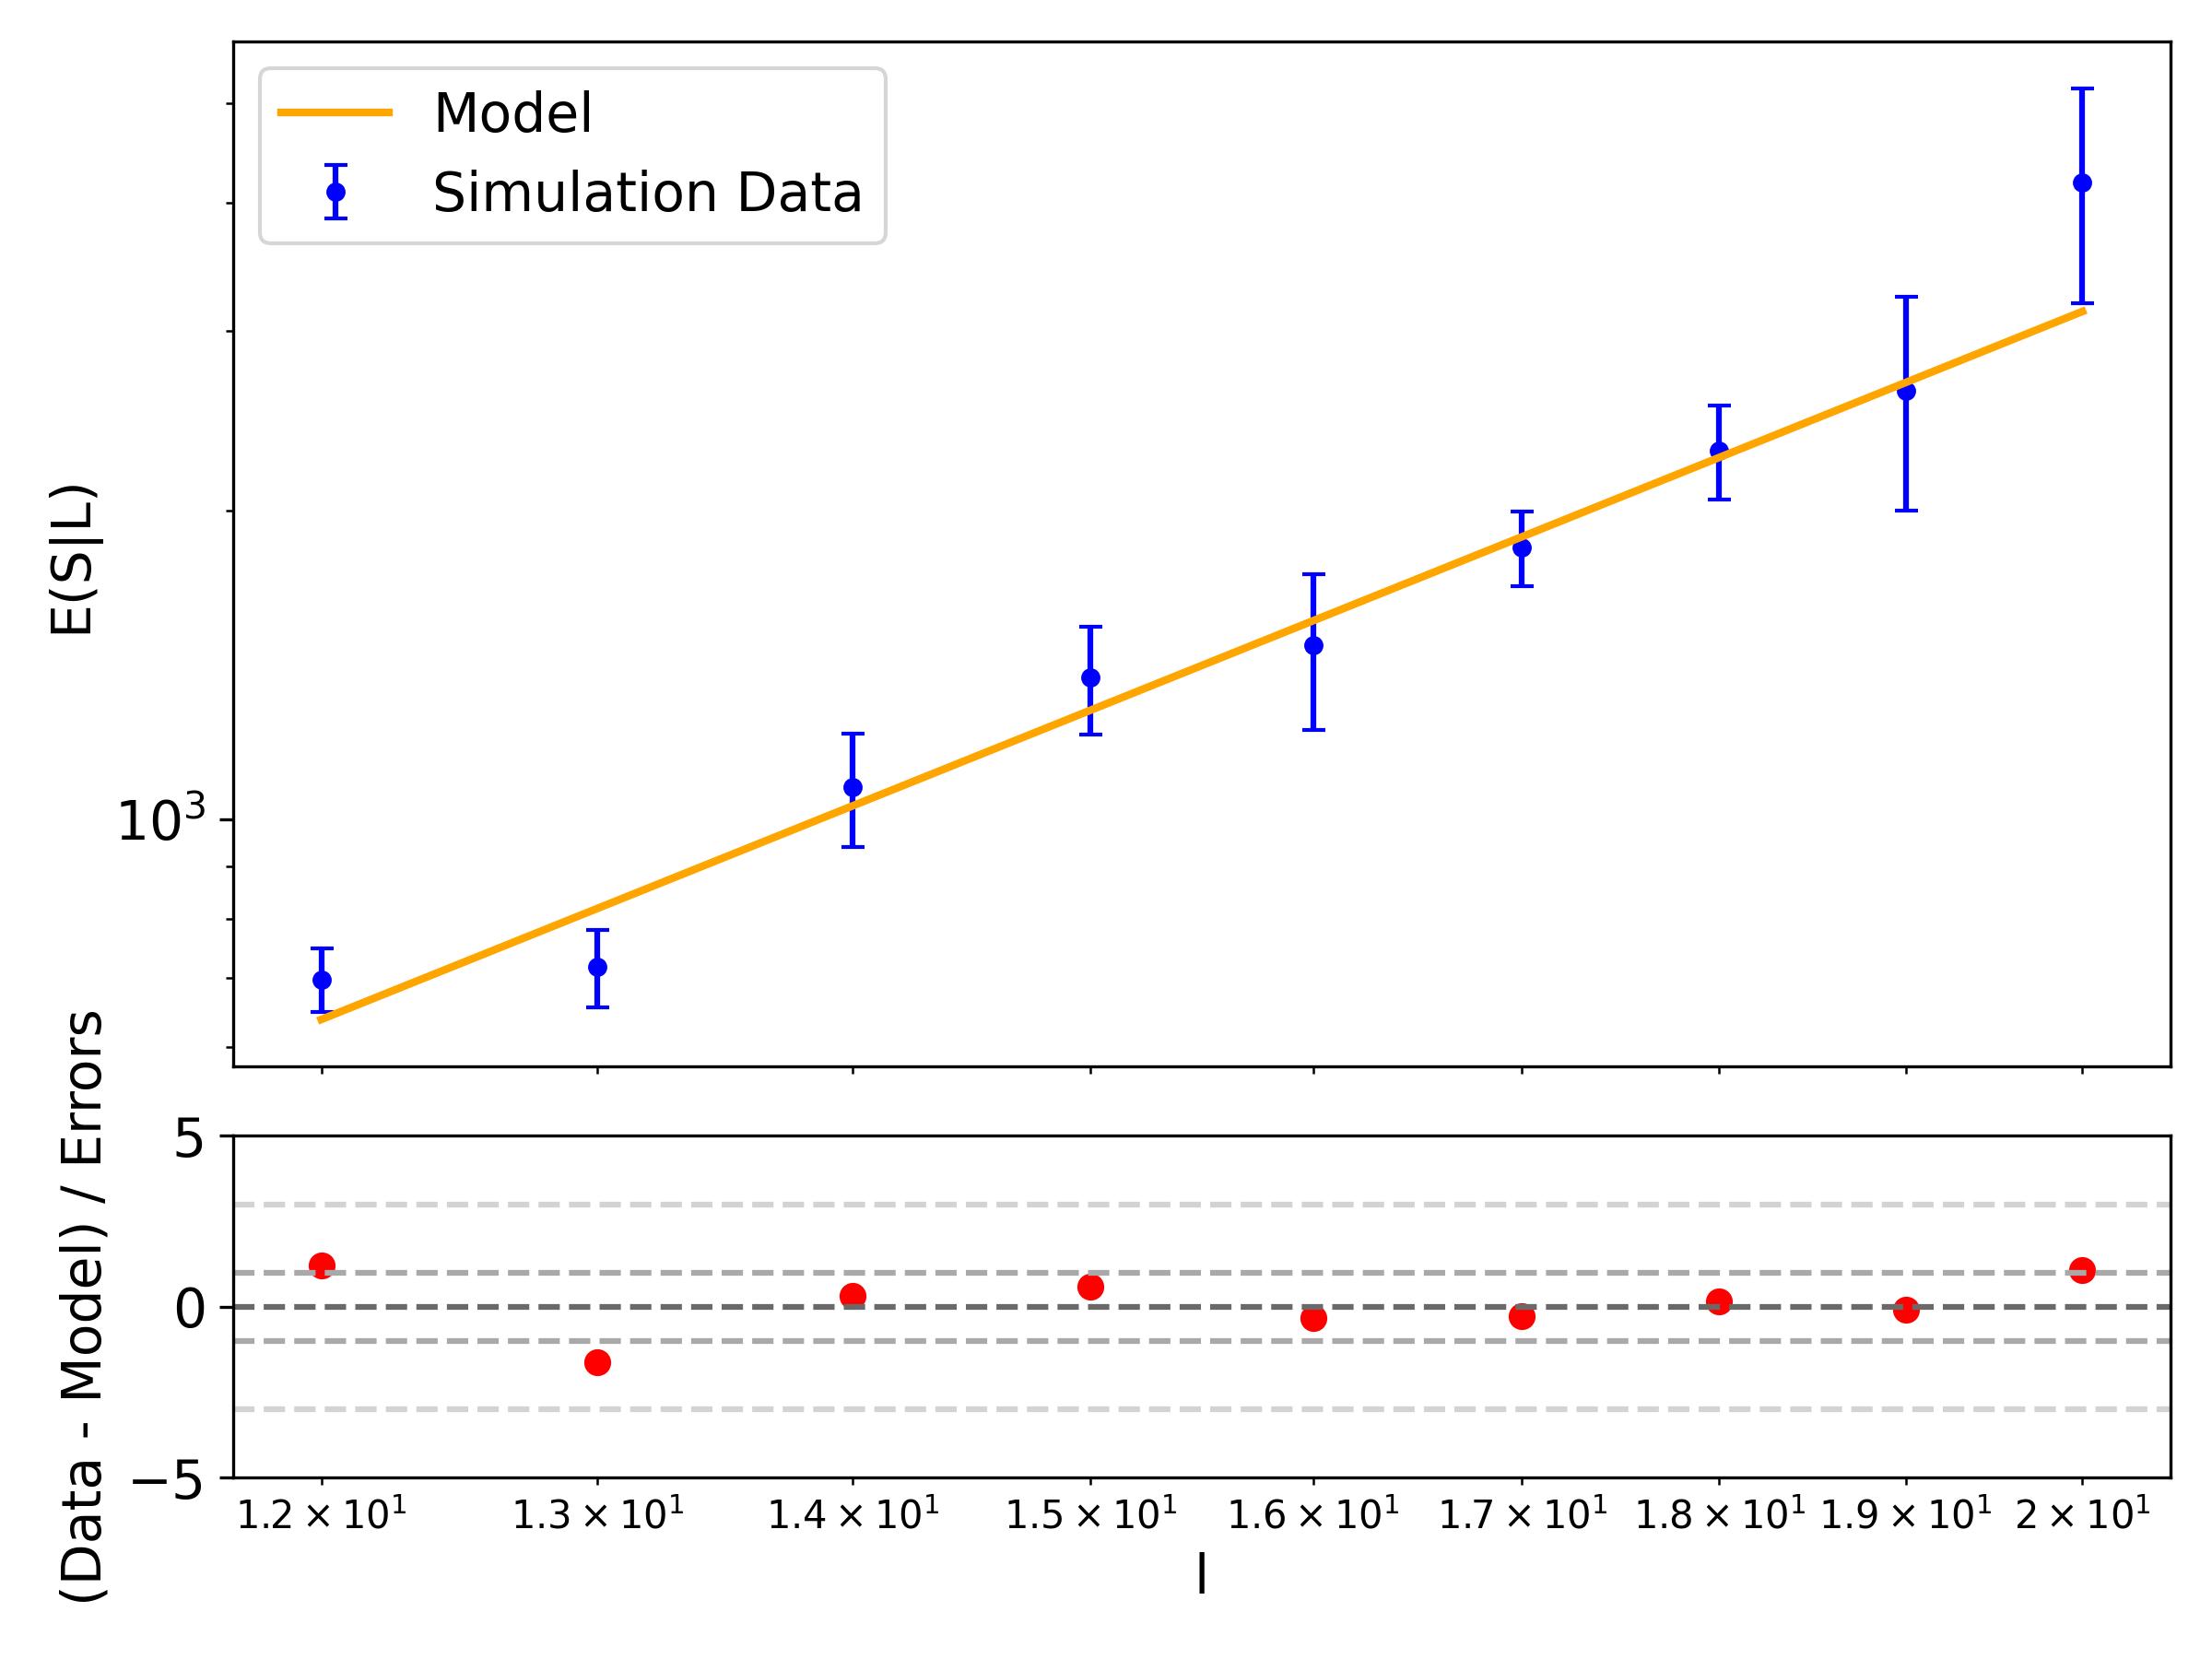 Model
Simulation Data
E(S|L)
10³
(Data - Model) / Errors
5
0
−5
1.2 × 10¹
1.3 × 10¹
1.4 × 10¹
1.5 × 10¹
1.6 × 10¹
1.7 × 10¹
1.8 × 10¹
1.9 × 10¹
2 × 10¹
l